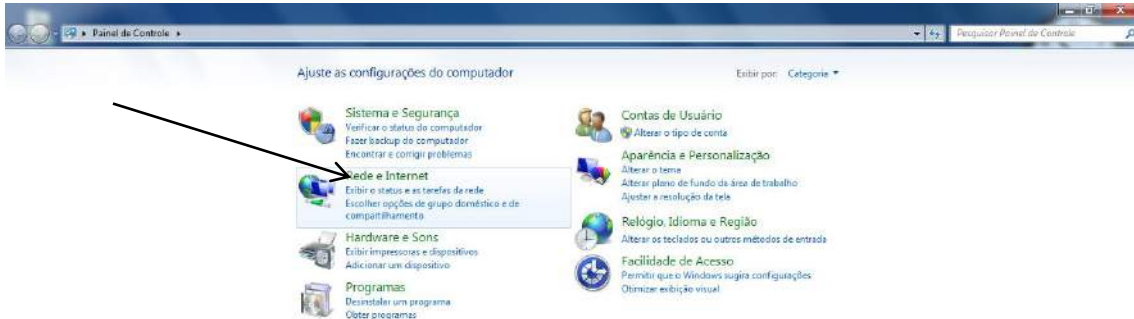 Painel de Controle
Pesquisar Painel de Controle
Ajuste as configurações do computador
Exibir por: Categoria
Sistema e Segurança
Verificar o status do computador
Fazer backup do computador
Encontrar e corrigir problemas
Rede e Internet
Exibir o status e as tarefas da rede
Escolher opções de grupo doméstico e de
compartilhamento
Hardware e Sons
Exibir impressoras e dispositivos
Adicionar um dispositivo
Programas
Desinstalar um programa
Obter programas
Contas de Usuário
Alterar o tipo de conta
Aparência e Personalização
Alterar o tema
Alterar plano de fundo da área de trabalho
Ajustar a resolução da tela
Relógio, Idioma e Região
Alterar os teclados ou outros métodos de entrada
Facilidade de Acesso
Permitir que o Windows sugira configurações
Otimizar exibição visual